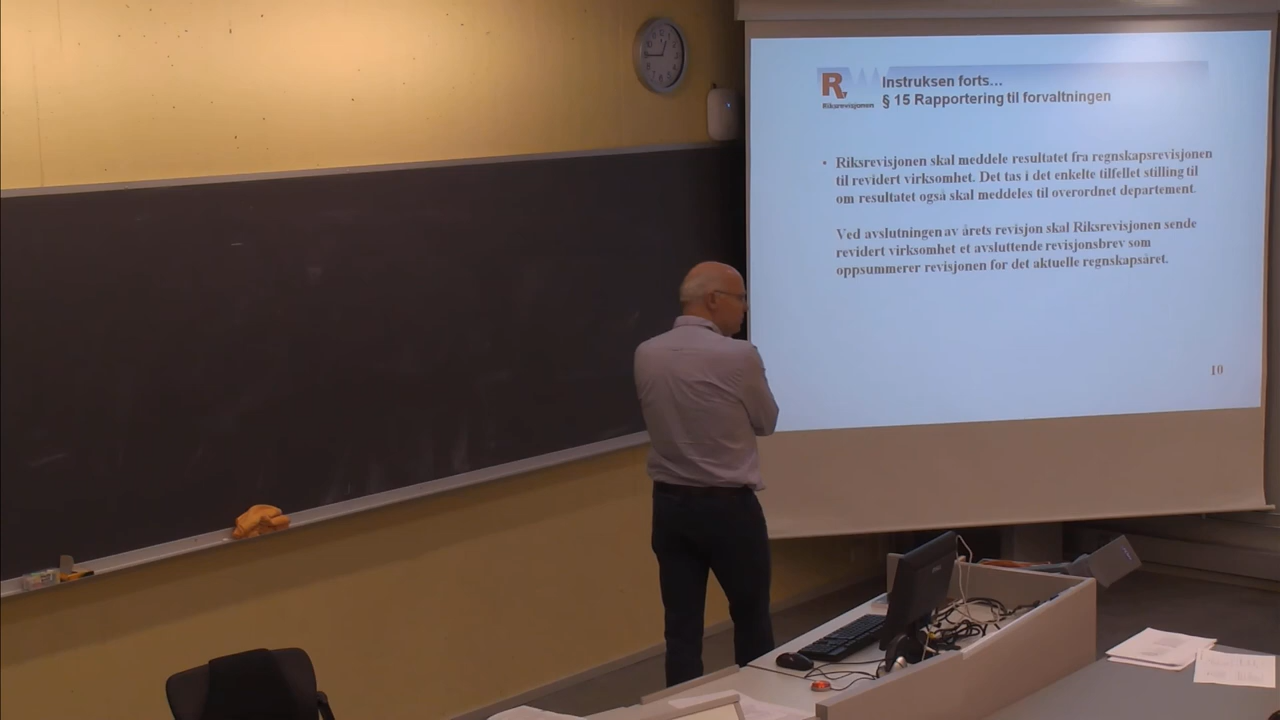 R
Riksrevisjonen
Instruksen forts...
§ 15 Rapportering til forvaltningen
• Riksrevisjonen skal meddele resultatet fra regnskapsrevisjonen
til revidert virksomhet. Det tas i det enkelte tilfellet stilling til
om resultatet også skal meddeles til overordnet departement.
Ved avslutningen av årets revisjon skal Riksrevisjonen sende
revidert virksomhet et avsluttende revisjonsbrev som
oppsummerer revisjonen for det aktuelle regnskapsåret.
10